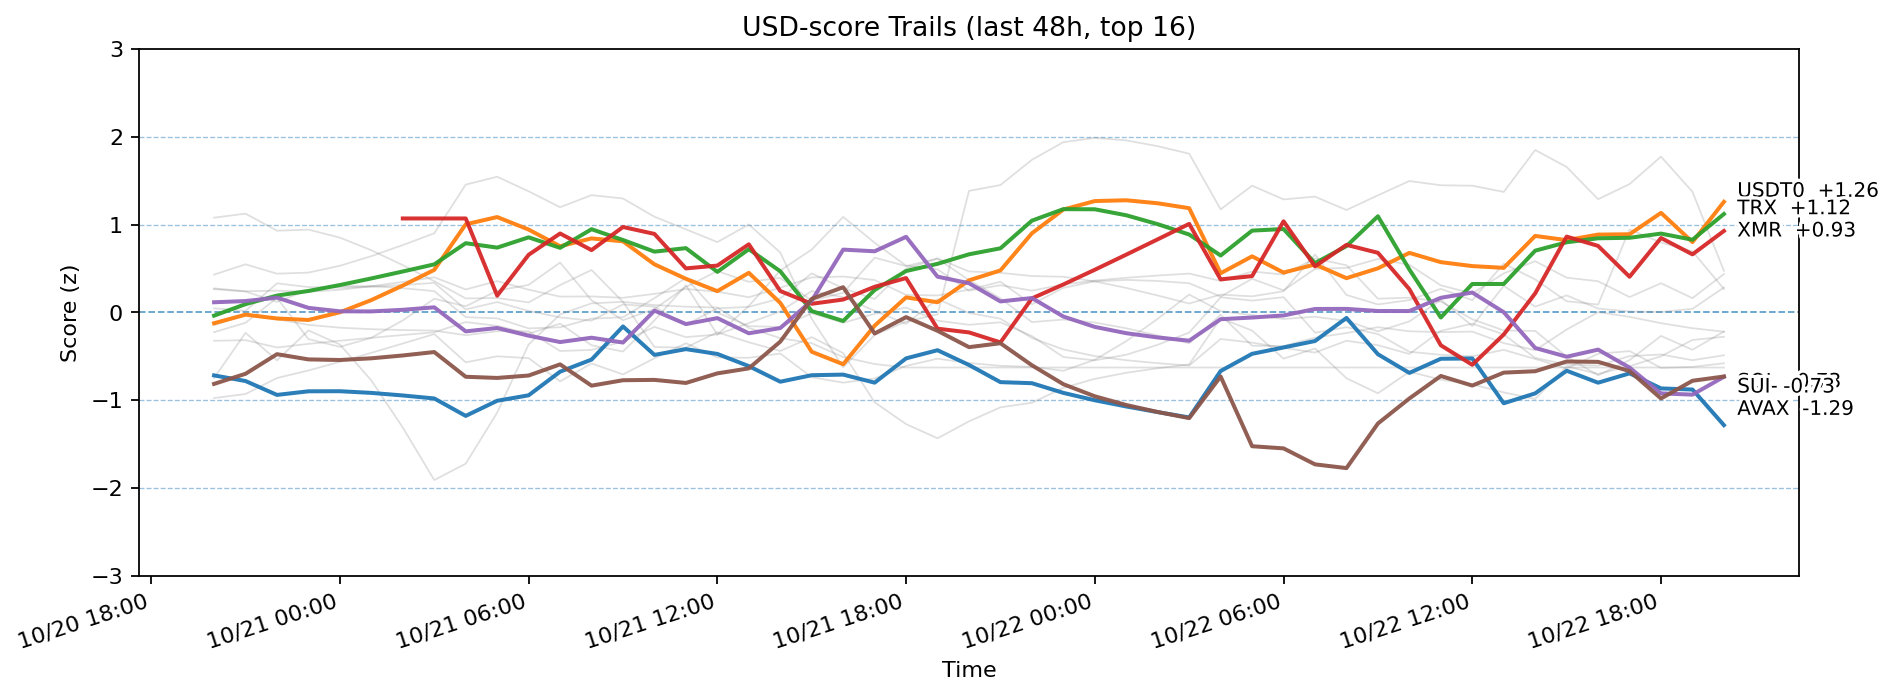 USD-score Trails (last 48h, top 16)
Score (z)
3
2
1
0
−1
−2
−3
USDT0 +1.26
TRX +1.12
XMR +0.93
SUI -0.73
AVAX -1.29
10/20 18:00
10/21 00:00
10/21 06:00
10/21 12:00
10/21 18:00
10/22 00:00
10/22 06:00
10/22 12:00
10/22 18:00
Time